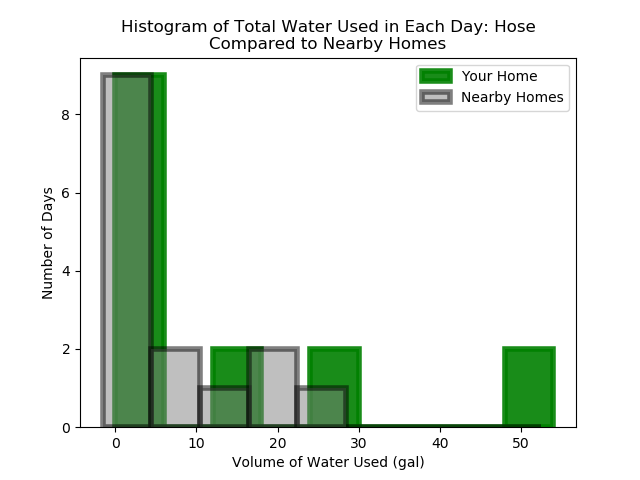 Histogram of Total Water Used in Each Day: Hose
Compared to Nearby Homes
Your Home
Nearby Homes
Number of Days
8
6
4
2
0
0 10 20 30 40 50
Volume of Water Used (gal)